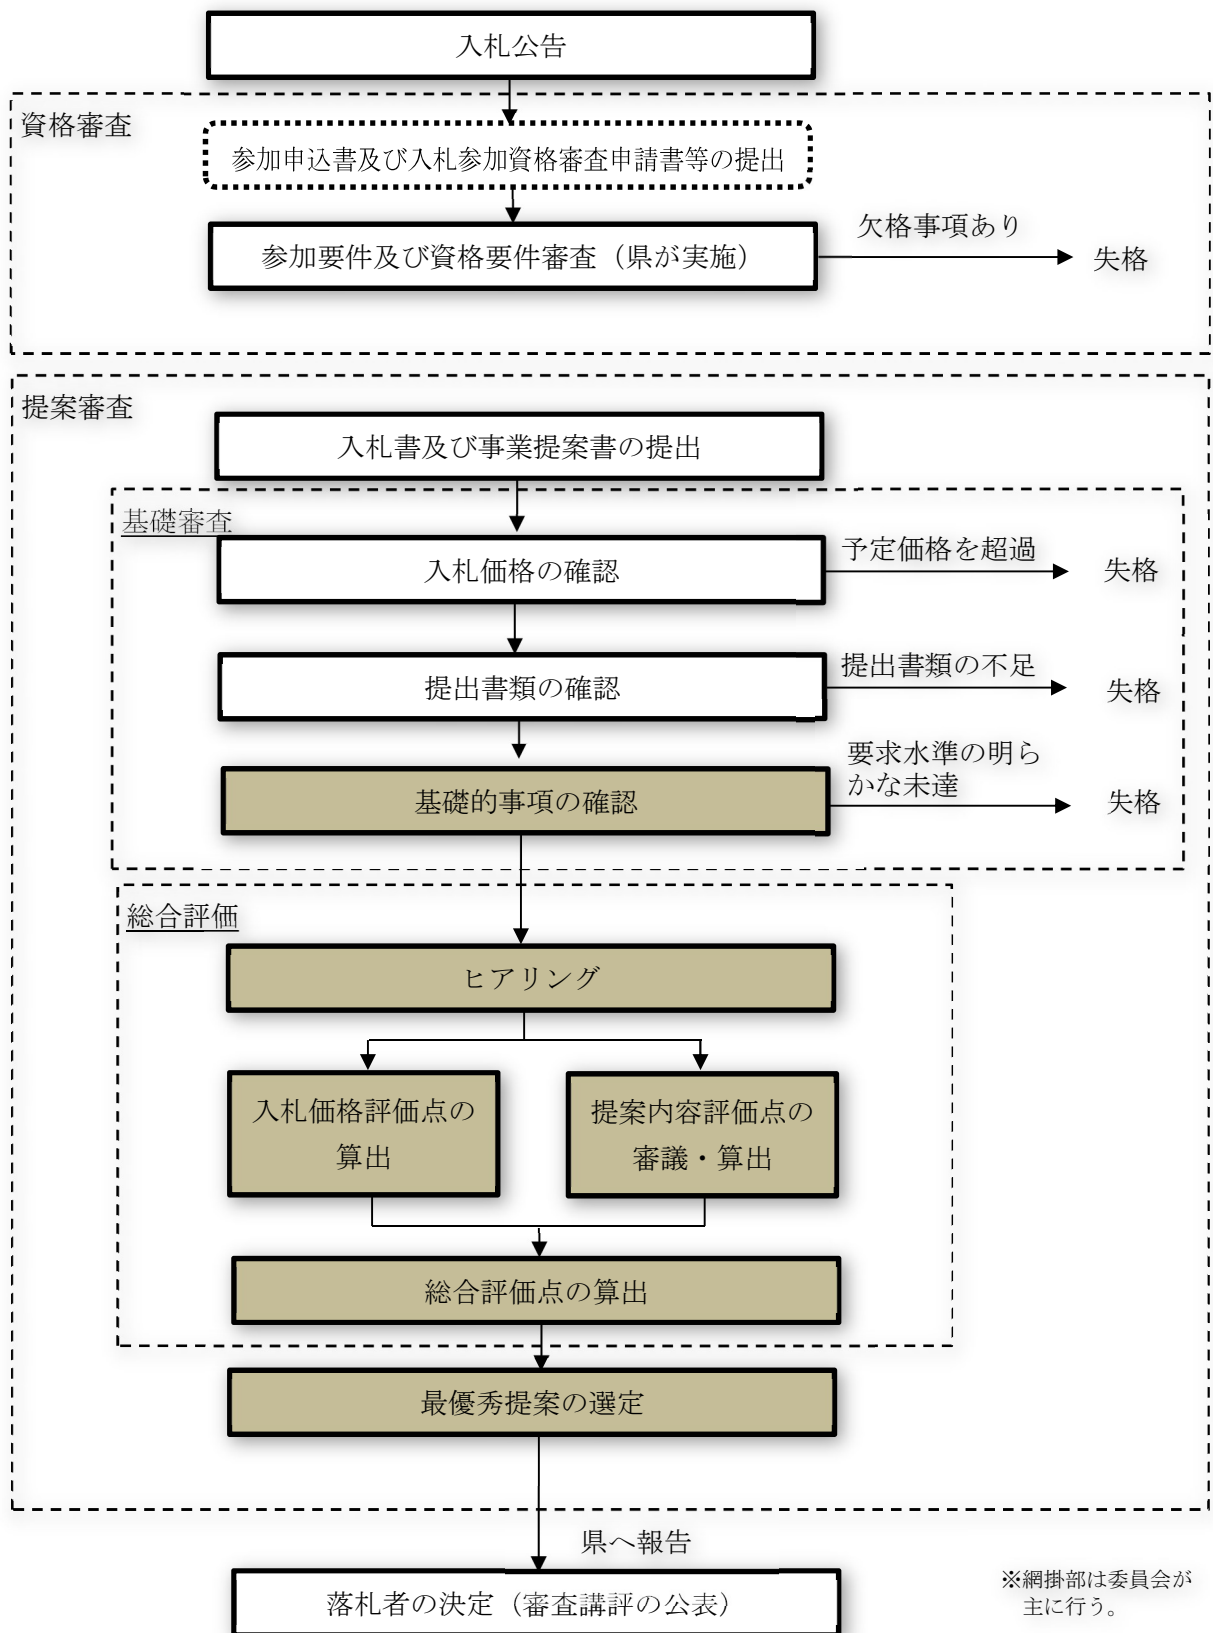 入札公告
資格審査
参加申込書及び入札参加資格審査申請書等の提出
参加要件及び資格要件審査（県が実施）
欠格事項あり
失格
提案審査
入札書及び事業提案書の提出
基礎審査
入札価格の確認
予定価格を超過
失格
提出書類の確認
提出書類の不足
失格
基礎的事項の確認
要求水準の明ら
かな未達
失格
総合評価
ヒアリング
入札価格評価点の
算出
提案内容評価点の
審議・算出
総合評価点の算出
最優秀提案の選定
県へ報告
落札者の決定（審査講評の公表）
※網掛部は委員会が
主に行う。